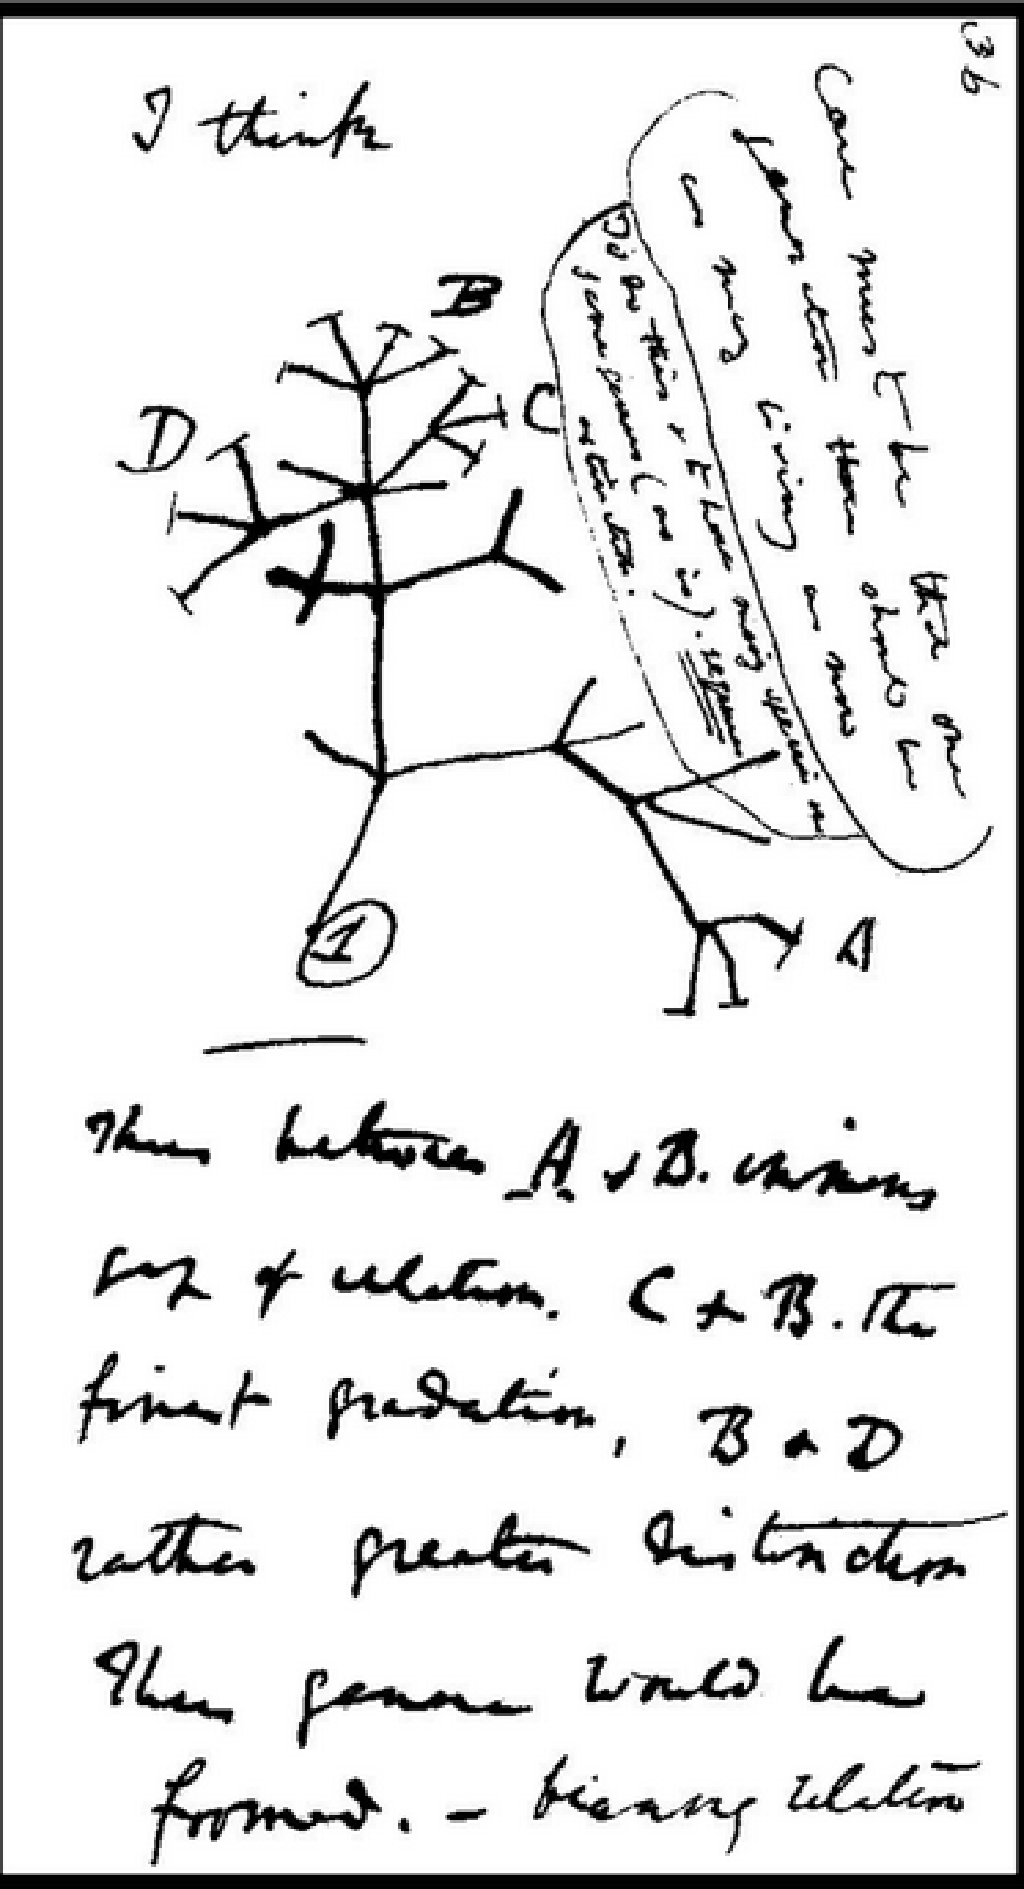 36
I think
Case must be that one
generation then should be
as many living as now
To do this & to have many species in
same genus (as is). requires
extinction.
B
C
D
A
1
Thus between A & B. immens
gap of relation. C & B. The
finest gradation, B & D
rather greater distinction
Thus genera would be
formed. — bearing relation